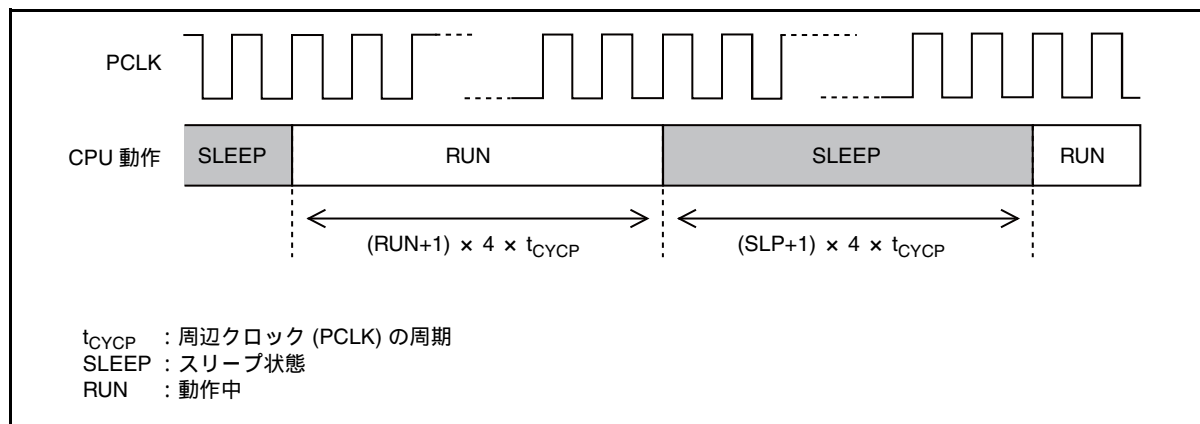 PCLK
CPU 動作 SLEEP RUN SLEEP RUN
(RUN+1) × 4 × tCYCP (SLP+1) × 4 × tCYCP
tCYCP ：周辺クロック (PCLK) の周期
SLEEP ：スリープ状態
RUN ：動作中